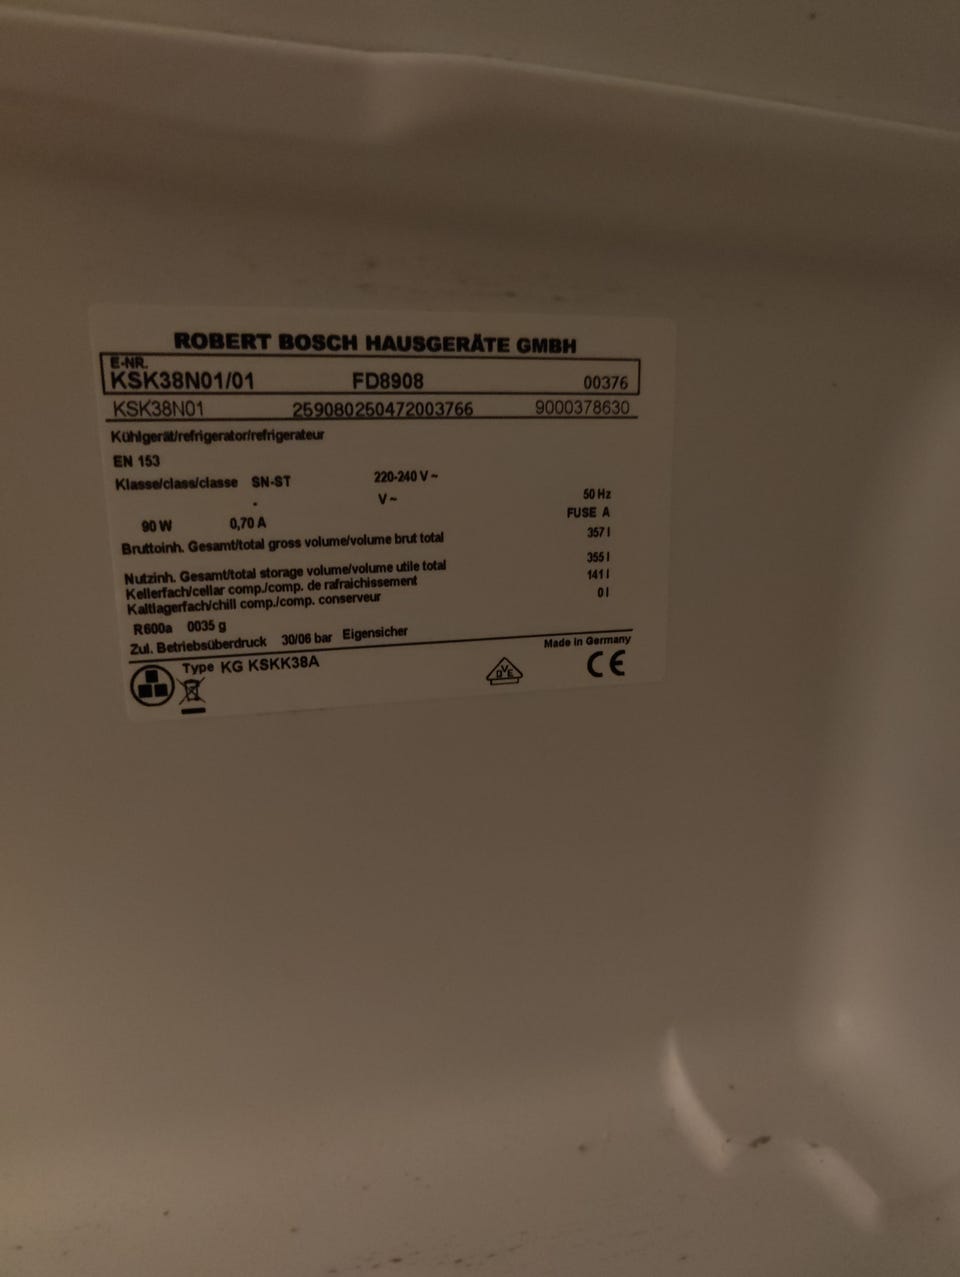 ROBERT BOSCH HAUSGERÄTE GMBH
E-NR.
KSK38N01/01 FD8908 00376
KSK38N01 259080250472003766 9000378630
Kühlgerät/refrigerator/refrigerateur
EN 153
Klasse/class/classe SN-ST 220-240 V ~
V ~
50 Hz
90 W 0,70 A FUSE A
Bruttoinh. Gesamt/total gross volume/volume brut total 357 l
Nutzinh. Gesamt/total storage volume/volume utile total 355 l
Kellerfach/cellar comp./comp. de rafraichissement 141 l
Kaltlagerfach/chill comp./comp. conserveur 0 l
R600a 0035 g
Zul. Betriebsüberdruck 30/06 bar Eigensicher Made in Germany
Type KG KSKK38A DVE CE